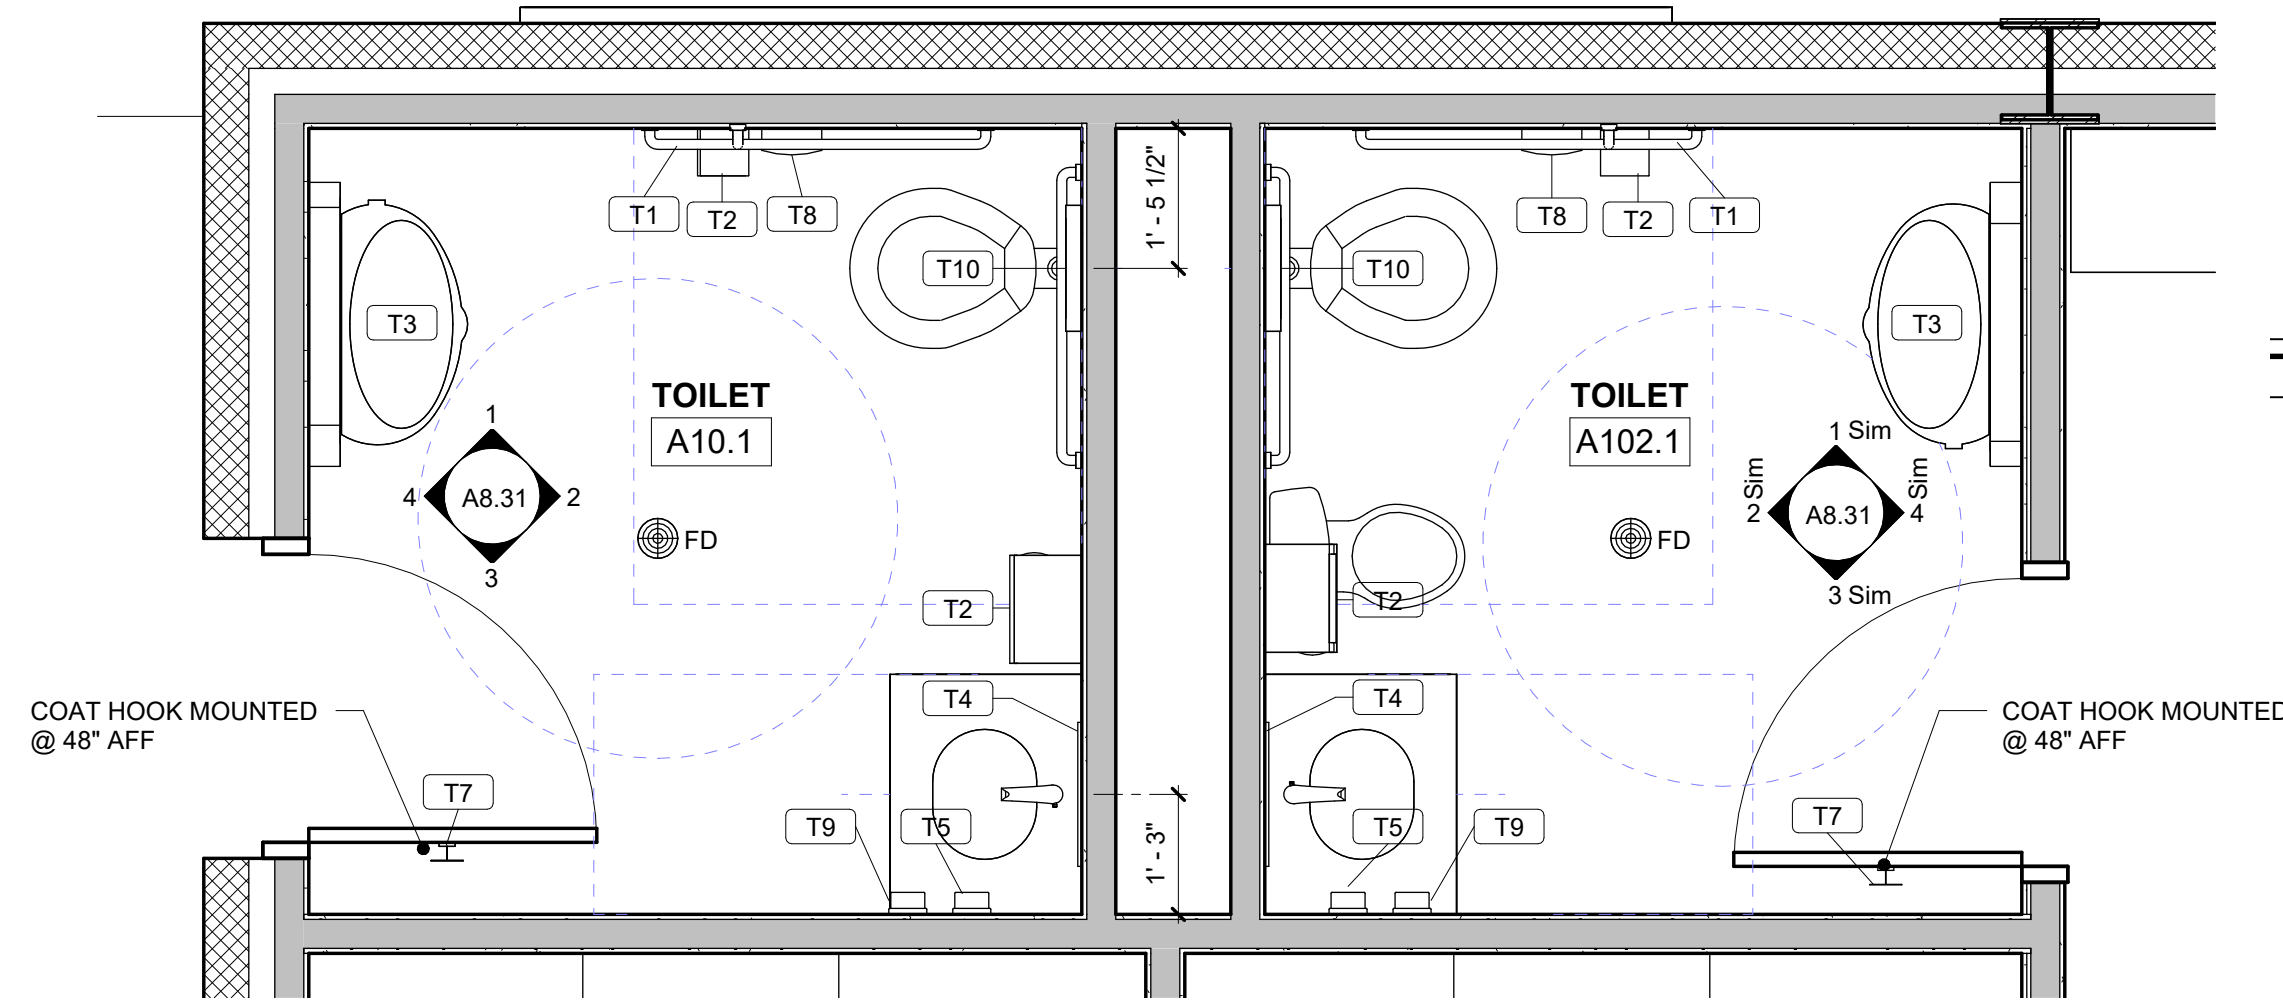 1' - 5 1/2"
T1
T2
T8
T8
T2
T1
T10
T10
T3
T3
TOILET
A10.1
TOILET
A102.1
1
4
A8.31
2
3
1 Sim
Sim
2
A8.31
Sim
4
3 Sim
FD
FD
T2
T2
T4
T4
COAT HOOK MOUNTED
@ 48" AFF
COAT HOOK MOUNTED
@ 48" AFF
T7
T7
T9
T5
T5
T9
1' - 3"